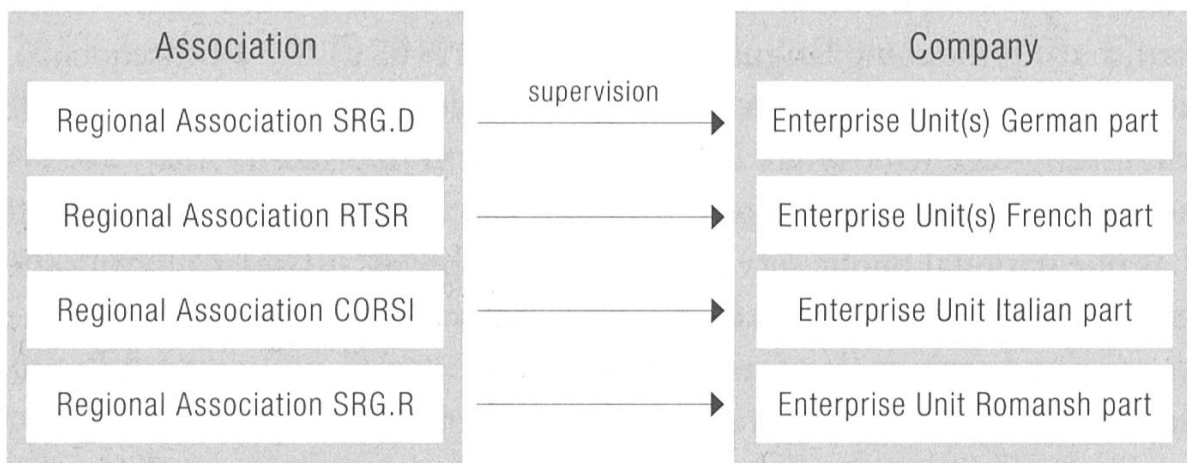 Association
Company
supervision
Regional Association SRG.D
Enterprise Unit(s) German part
Regional Association RTSR
Enterprise Unit(s) French part
Regional Association CORSI
Enterprise Unit Italian part
Regional Association SRG.R
Enterprise Unit Romansh part